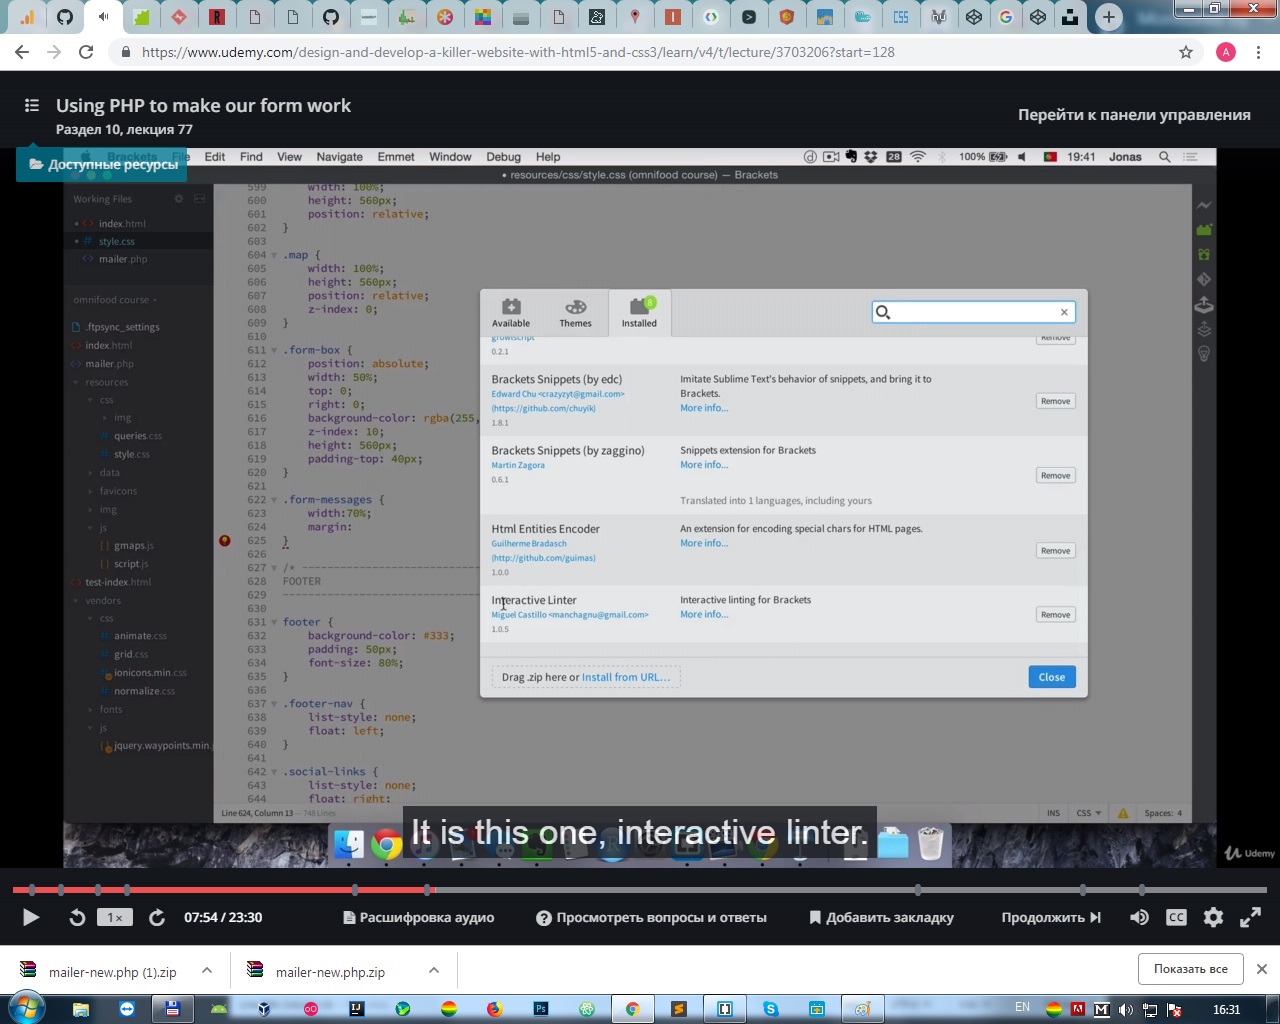 https://www.udemy.com/design-and-develop-a-killer-website-with-html5-and-css3/learn/v4/t/lecture/3703206?start=128
A
Using PHP to make our form work
Раздел 10, лекция 77
Перейти к панели управления
Доступные ресурсы
Brackets File Edit Find View Navigate Emmet Window Debug Help
28 100% 19:41 Jonas
• resources/css/style.css (omnifood course) — Brackets
Working Files
index.html
style.css
mailer.php
omnifood course
.ftpsync_settings
index.html
mailer.php
resources
css
img
queries.css
style.css
data
favicons
img
js
gmaps.js
script.js
test-index.html
vendors
css
animate.css
grid.css
ionicons.min.css
normalize.css
fonts
js
jquery.waypoints.min.
599 width: 100%;
600 height: 560px;
601 position: relative;
602 }
603
604 .map {
605 width: 100%;
606 height: 560px;
607 position: relative;
608 z-index: 0;
609 }
610
611 .form-box {
612 position: absolute;
613 width: 50%;
614 top: 0;
615 right: 0;
616 background-color: rgba(255,
617 z-index: 10;
618 height: 560px;
619 padding-top: 40px;
620 }
621
622 .form-messages {
623 width:70%;
624 margin:
625 }
626
627 /* ----------------------------
628 FOOTER
629 ------------------------------
630
631 footer {
632 background-color: #333;
633 padding: 50px;
634 font-size: 80%;
635 }
636
637 .footer-nav {
638 list-style: none;
639 float: left;
640 }
641
642 .social-links {
643 list-style: none;
644 float: right;
Available
Themes
Installed
growlscript
0.2.1
Remove
Brackets Snippets (by edc)
Edward Chu <crazyzyt@gmail.com>
(https://github.com/chuyik)
1.8.1
Imitate Sublime Text's behavior of snippets, and bring it to
Brackets.
More info...
Remove
Brackets Snippets (by zaggino)
Martin Zagora
0.6.1
Snippets extension for Brackets
More info...
Translated into 1 languages, including yours
Remove
Html Entities Encoder
Guilherme Bradasch
(http://github.com/guimas)
1.0.0
An extension for encoding special chars for HTML pages.
More info...
Remove
Interactive Linter
Miguel Castillo <manchagnu@gmail.com>
1.0.5
Interactive linting for Brackets
More info...
Remove
Drag .zip here or Install from URL...
Close
Line 624, Column 13 — 748 Lines
INS CSS Spaces: 4
It is this one, interactive linter.
Udemy
1x
07:54 / 23:30
Расшифровка аудио
Просмотреть вопросы и ответы
Добавить закладку
Продолжить
CC
mailer-new.php (1).zip
mailer-new.php.zip
Показать все
EN
16:31